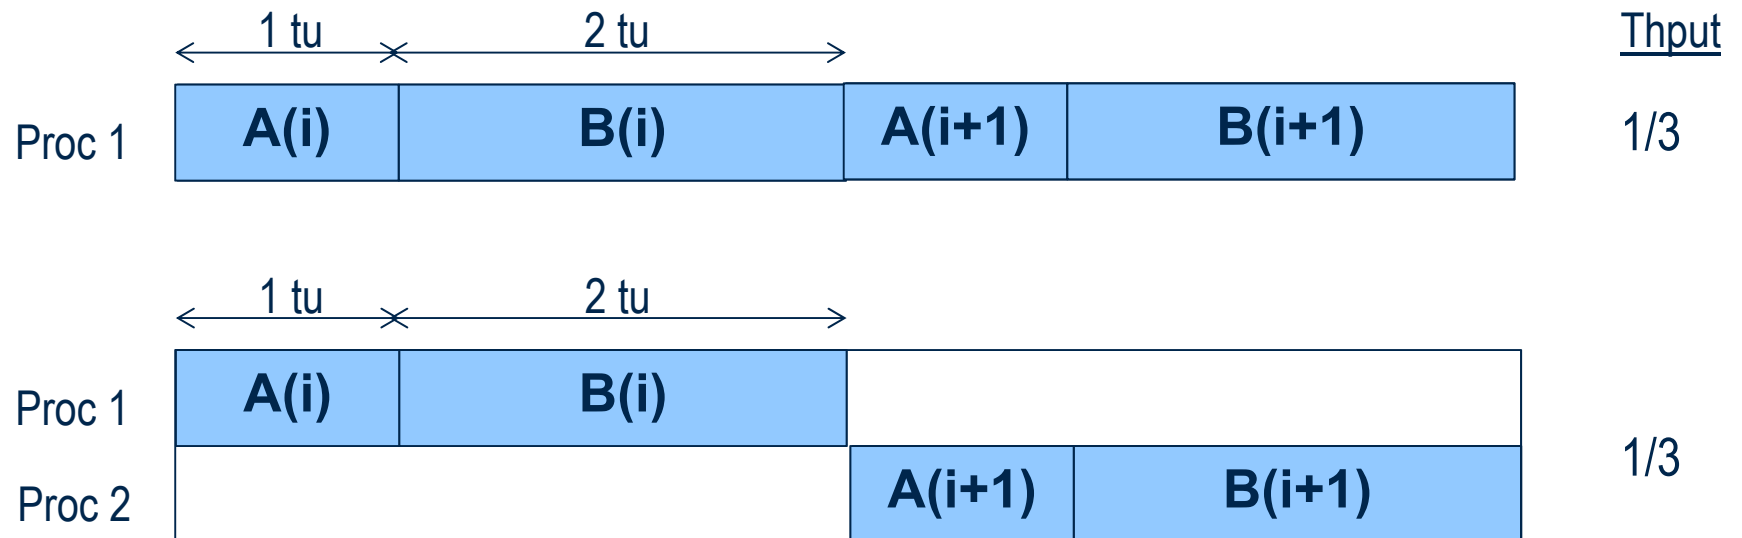 1 tu 2 tu Thput
Proc 1 A(i) B(i) A(i+1) B(i+1) 1/3
1 tu 2 tu
Proc 1 A(i) B(i)
1/3
Proc 2 A(i+1) B(i+1)